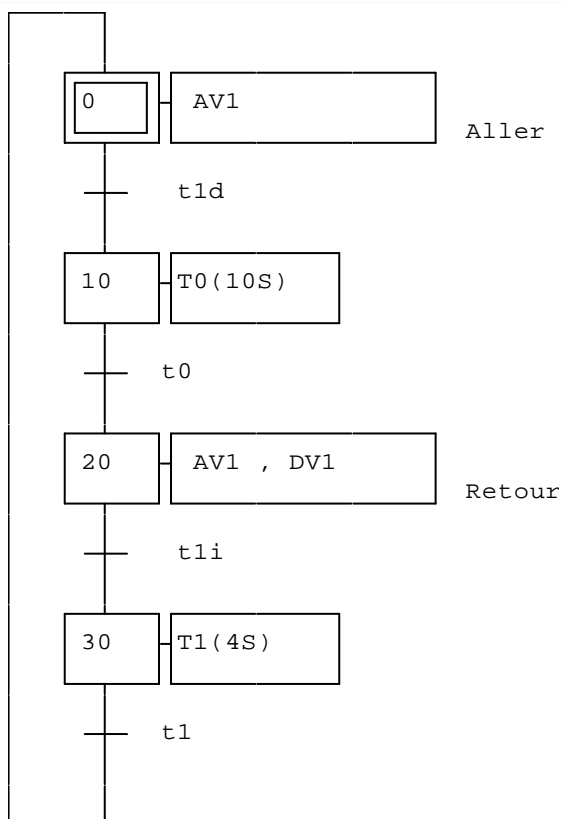 0 AV1
Aller
t1d
10 T0(10S)
t0
20 AV1 , DV1
Retour
t1i
30 T1(4S)
t1